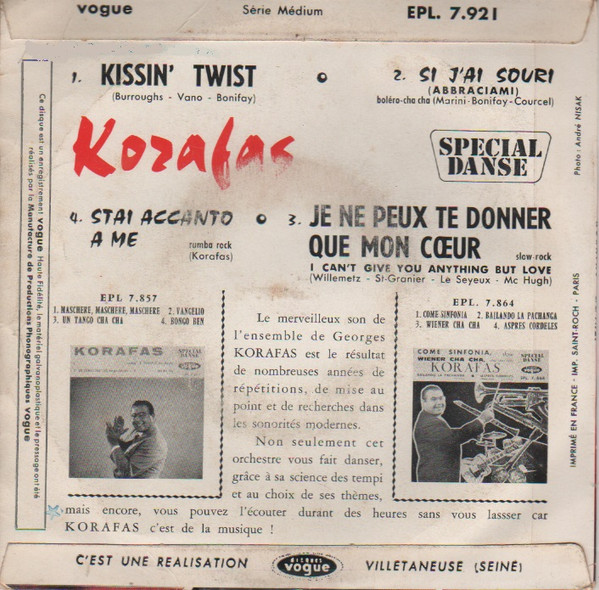 vogue Série Médium EPL. 7.921
1. KISSIN' TWIST
(Burroughs - Vano - Bonifay)
2. SI J'AI SOURI
(ABBRACIAMI)
boléro-cha cha (Marini-Bonifay-Courcel)
Korafas
SPECIAL
DANSE
4. STAI ACCANTO
A ME
rumba rock
(Korafas)
3. JE NE PEUX TE DONNER
QUE MON CŒUR
slow-rock
I CAN'T GIVE YOU ANYTHING BUT LOVE
(Willemetz - St-Granier - Le Seyeux - Mc Hugh)
EPL 7.857
1. MASCHERE, MASCHERE, MASCHERE 2. VANGELIO
3. UN TANGO CHA CHA 4. BONGO BEN
KORAFAS
SPECIAL
DANSE
Le merveilleux son de
l'ensemble de Georges
KORAFAS est le résultat
de nombreuses années de
répétitions, de mise au
point et de recherches dans
les sonorités modernes.
Non seulement cet
orchestre vous fait danser,
grâce à sa science des tempi
et au choix de ses thèmes,
mais encore, vous pouvez l'écouter durant des heures sans vous lassser car
KORAFAS c'est de la musique !
EPL 7.864
1. COME SINFONIA 2. BAILANDO LA PACHANGA
3. WIENER CHA CHA 4. ASPRES CORDELES
COME SINFONIA,
WIENER CHA CHA,
KORAFAS
SPECIAL
DANSE
EPL 7.864
Ce disque est un enregistrement vogue Haute Fidélité, le matériel galvanoplastique et le pressage ont été
réalisés par la Manufacture de Productions Phonographiques vogue
Photo : André NISAK
IMPRIMÉ EN FRANCE - IMP. SAINT-ROCH - PARIS
C'EST UNE REALISATION DISQUES vogue VILLETANEUSE (SEINE)